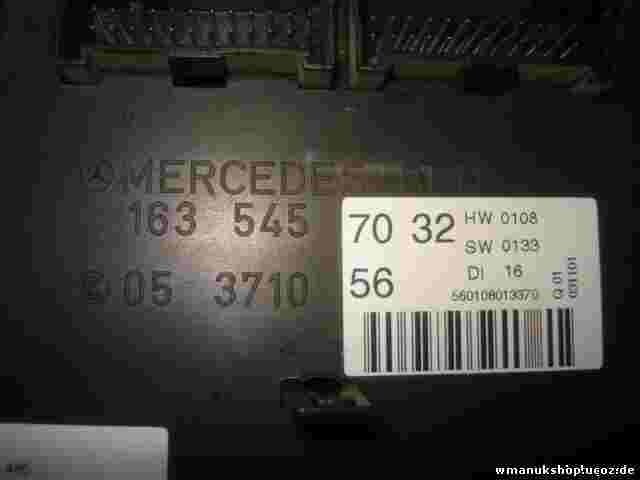 MERCEDES
163 545 70 32
05 3710 56
HW 0108
SW 0133
DI 16
560108013370
Q 01
031101
wmanukshop.ucoz.de